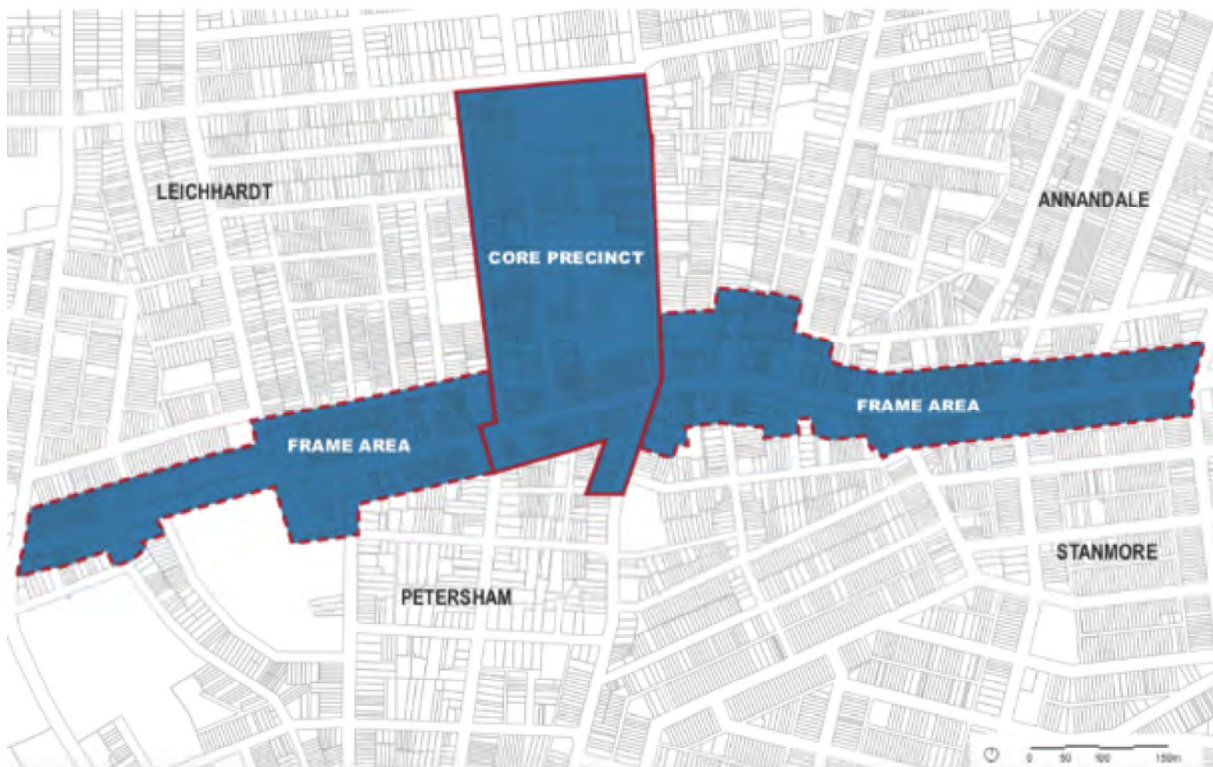 LEICHHARDT
ANNANDALE
CORE PRECINCT
FRAME AREA
FRAME AREA
STANMORE
PETERSHAM
0 50 100 150m